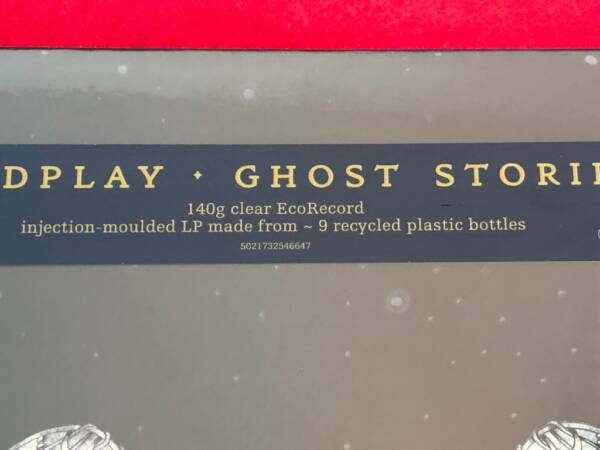 DPLAY ✦ GHOST STORI
140g clear EcoRecord
injection-moulded LP made from ~ 9 recycled plastic bottles
5021732546647